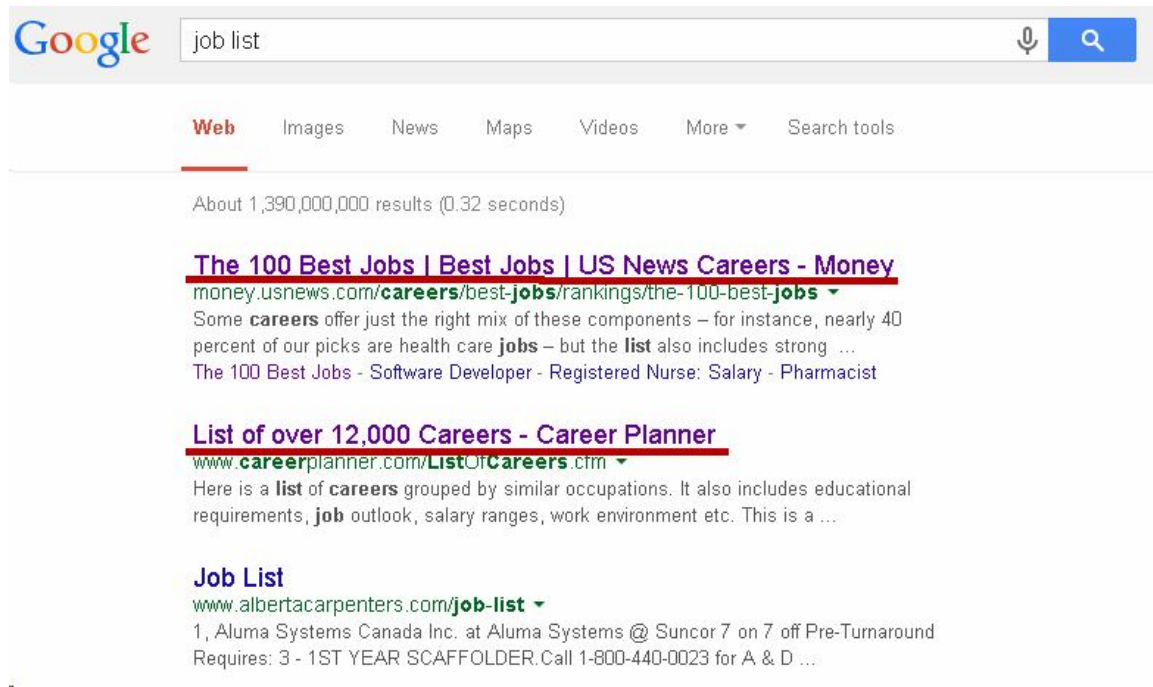 Google job list
Web Images News Maps Videos More Search tools
About 1,390,000,000 results (0.32 seconds)
The 100 Best Jobs | Best Jobs | US News Careers - Money
money.usnews.com/careers/best-jobs/rankings/the-100-best-jobs
Some careers offer just the right mix of these components – for instance, nearly 40
percent of our picks are health care jobs – but the list also includes strong ...
The 100 Best Jobs - Software Developer - Registered Nurse: Salary - Pharmacist
List of over 12,000 Careers - Career Planner
www.careerplanner.com/ListOfCareers.cfm
Here is a list of careers grouped by similar occupations. It also includes educational
requirements, job outlook, salary ranges, work environment etc. This is a ...
Job List
www.albertacarpenters.com/job-list
1, Aluma Systems Canada Inc. at Aluma Systems @ Suncor 7 on 7 off Pre-Turnaround
Requires: 3 - 1ST YEAR SCAFFOLDER.Call 1-800-440-0023 for A & D ...